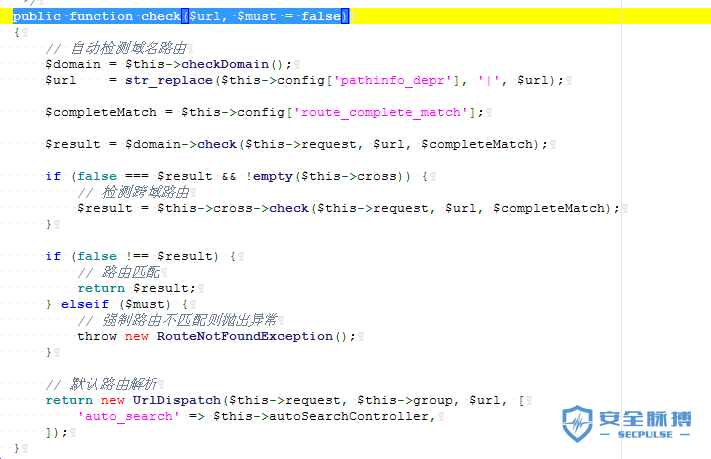 */
public function check($url, $must = false)
{
// 自动检测域名路由
$domain = $this->checkDomain();
$url    = str_replace($this->config['pathinfo_depr'], '|', $url);
$completeMatch = $this->config['route_complete_match'];
$result = $domain->check($this->request, $url, $completeMatch);
if (false === $result && !empty($this->cross)) {
// 检测跨域路由
$result = $this->cross->check($this->request, $url, $completeMatch);
}
if (false !== $result) {
// 路由匹配
return $result;
} elseif ($must) {
// 强制路由不匹配则抛出异常
throw new RouteNotFoundException();
}
// 默认路由解析
return new UrlDispatch($this->request, $this->group, $url, [
'auto_search' => $this->autoSearchController,
]);
}
安全脉搏
SECPULSE